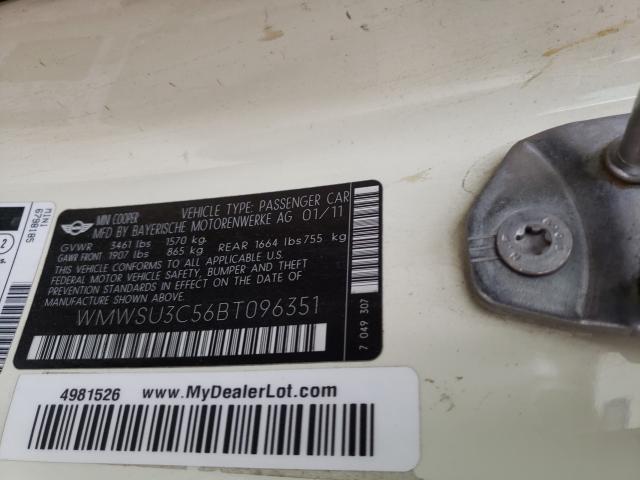 MINI
6798185
2
MINI COOPER
VEHICLE TYPE: PASSENGER CAR
MFD BY BAYERISCHE MOTORENWERKE AG 01/11
GVWR 3461 lbs 1570 kg
GAWR FRONT 1907 lbs 865 kg REAR 1664 lbs 755 kg
THIS VEHICLE CONFORMS TO ALL APPLICABLE U.S.
FEDERAL MOTOR VEHICLE SAFETY, BUMPER AND THEFT
PREVENTION STANDARDS IN EFFECT ON THE DATE OF
MANUFACTURE SHOWN ABOVE.
WMWSU3C56BT096351
7 049 307
4981526 www.MyDealerLot.com